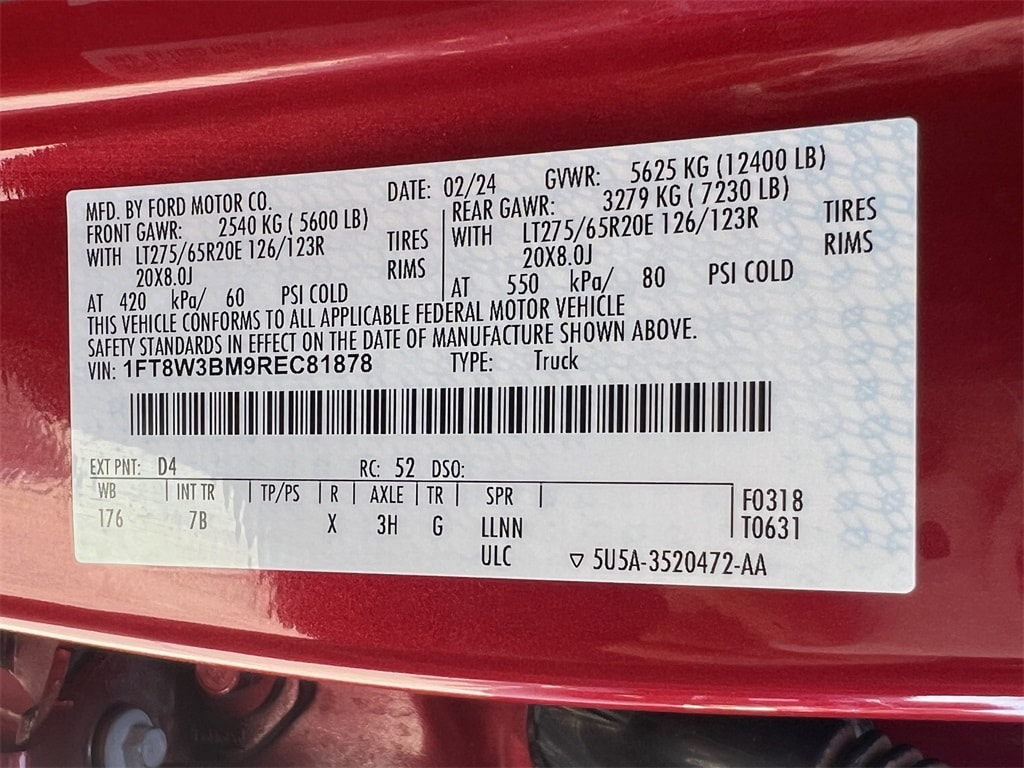 MFD. BY FORD MOTOR CO. DATE: 02/24 GVWR: 5625 KG (12400 LB)
FRONT GAWR: 2540 KG ( 5600 LB) REAR GAWR: 3279 KG ( 7230 LB)
WITH LT275/65R20E 126/123R TIRES WITH LT275/65R20E 126/123R TIRES
20X8.0J RIMS 20X8.0J RIMS
AT 420 kPa/ 60 PSI COLD AT 550 kPa/ 80 PSI COLD
THIS VEHICLE CONFORMS TO ALL APPLICABLE FEDERAL MOTOR VEHICLE
SAFETY STANDARDS IN EFFECT ON THE DATE OF MANUFACTURE SHOWN ABOVE.
VIN: 1FT8W3BM9REC81878 TYPE: Truck
EXT PNT: D4 RC: 52 DSO:
WB INT TR TP/PS R AXLE TR SPR F0318
176 7B X 3H G LLNN T0631
ULC ▽ 5U5A-3520472-AA